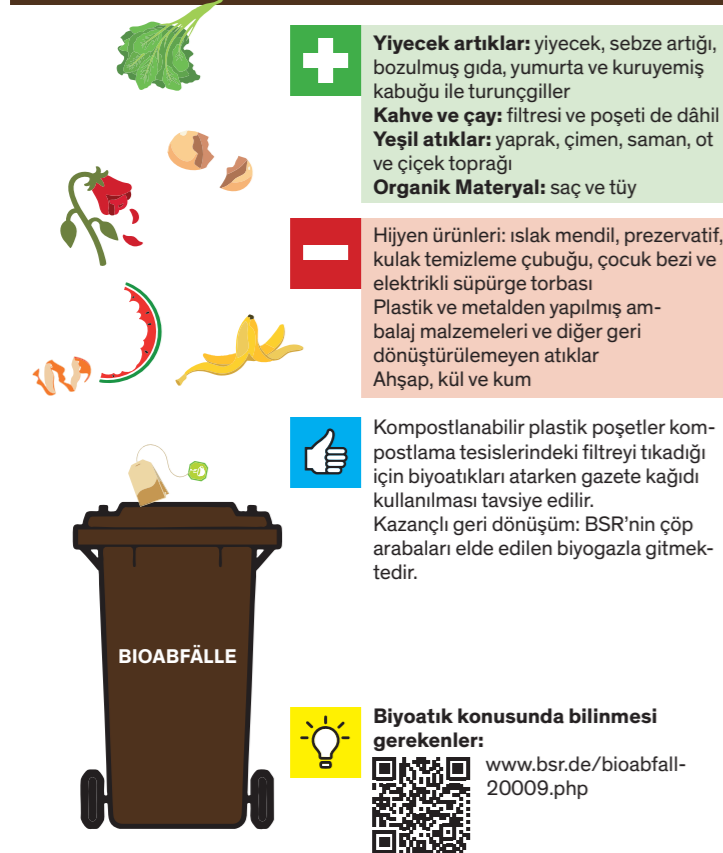 Yiyecek artıklar: yiyecek, sebze artığı,
bozulmuş gıda, yumurta ve kuruyemiş
kabuğu ile turunçgiller
Kahve ve çay: filtresi ve poşeti de dâhil
Yeşil atıklar: yaprak, çimen, saman, ot
ve çiçek toprağı
Organik Materyal: saç ve tüy
Hijyen ürünleri: ıslak mendil, prezervatif,
kulak temizleme çubuğu, çocuk bezi ve
elektrikli süpürge torbası
Plastik ve metalden yapılmış am-
balaj malzemeleri ve diğer geri
dönüştürülemeyen atıklar
Ahşap, kül ve kum
Kompostlanabilir plastik poşetler kom-
postlama tesislerindeki filtreyi tıkadığı
için biyoatıkları atarken gazete kağıdı
kullanılması tavsiye edilir.
Kazançlı geri dönüşüm: BSR’nin çöp
arabaları elde edilen biyogazla gitmek-
tedir.
BIOABFÄLLE
Biyoatık konusunda bilinmesi
gerekenler:
www.bsr.de/bioabfall-
20009.php